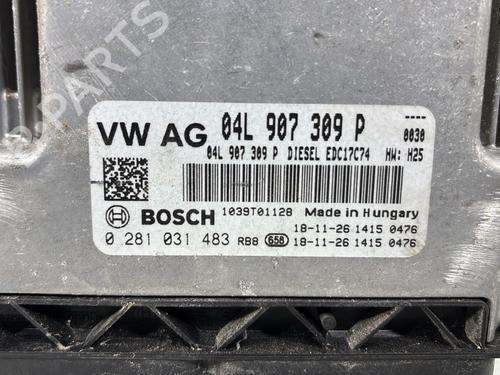 PARTS
VW AG 04L 907 309 P ----
0030
04L 907 309 P DIESEL EDC17C74 HW: H25
BOSCH 1039T01128 Made in Hungary
18-11-26 1415 0476
0 281 031 483 RB8 658 18-11-26 1415 0476